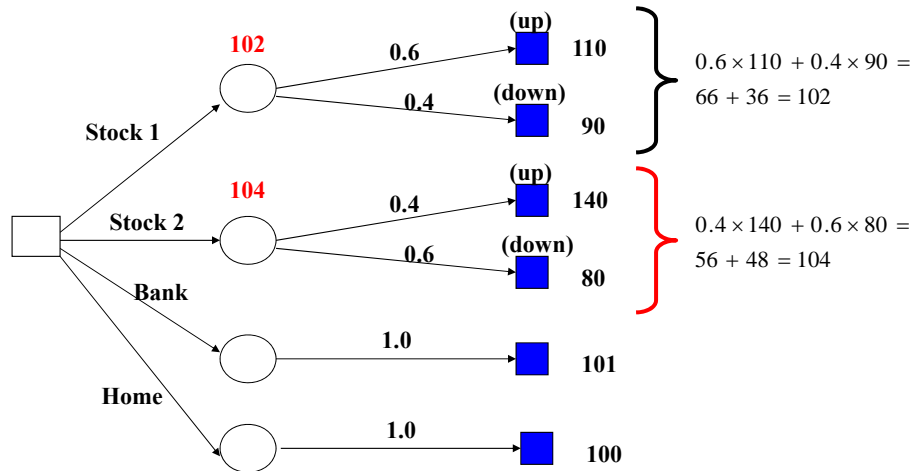 (up)
102
0.6
110
0.6 × 110 + 0.4 × 90 =
66 + 36 = 102
(down)
0.4
90
Stock 1
(up)
104
0.4
140
Stock 2
0.4 × 140 + 0.6 × 80 =
56 + 48 = 104
(down)
0.6
80
Bank
1.0
101
Home
1.0
100